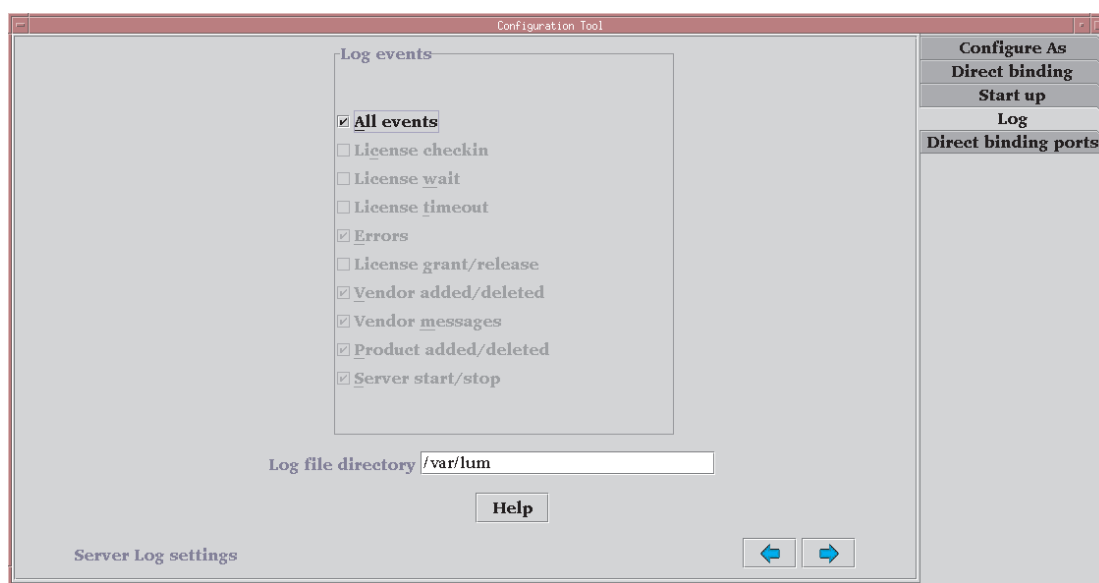 Configuration Tool
Log events
All events
License checkin
License wait
License timeout
Errors
License grant/release
Vendor added/deleted
Vendor messages
Product added/deleted
Server start/stop
Log file directory /var/lum
Help
Server Log settings
Configure As
Direct binding
Start up
Log
Direct binding ports